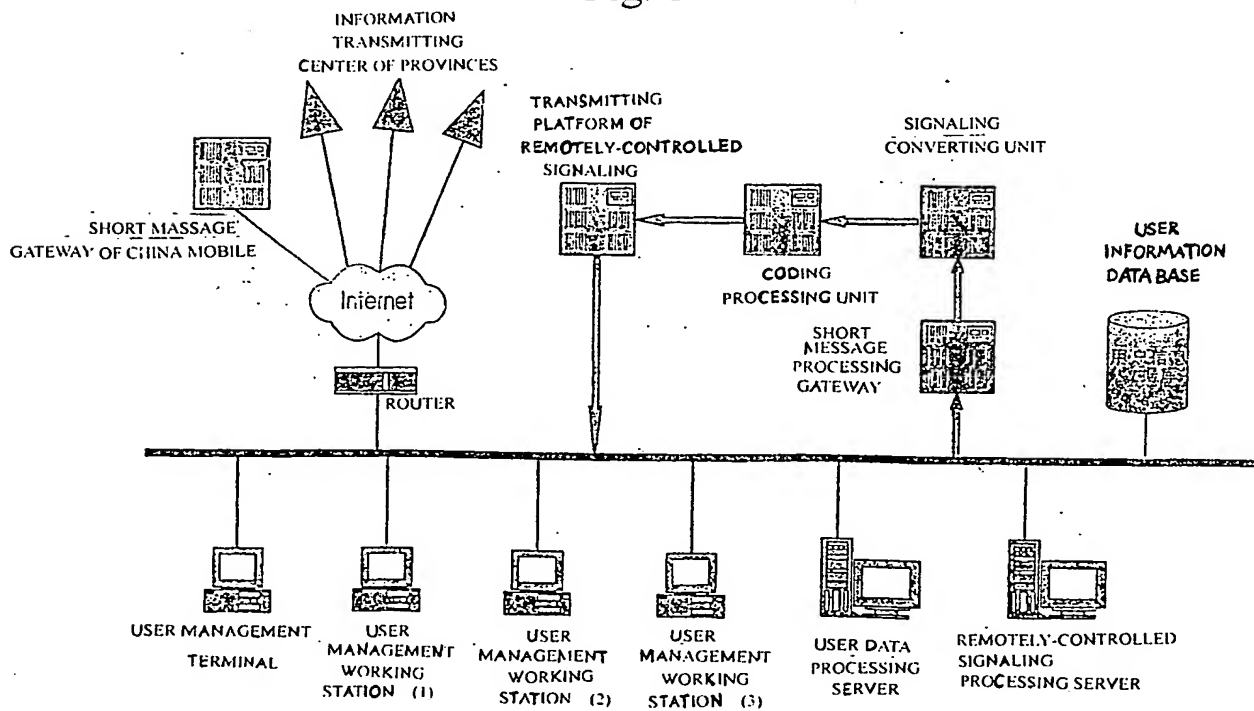 INFORMATION
TRANSMITTING
CENTER OF PROVINCES
TRANSMITTING
PLATFORM OF
REMOTELY-CONTROLLED
SIGNALING
SIGNALING
CONVERTING UNIT
SHORT MASSAGE
GATEWAY OF CHINA MOBILE
CODING
PROCESSING UNIT
USER
INFORMATION
DATABASE
Internet
SHORT
MESSAGE
PROCESSING
GATEWAY
ROUTER
USER MANAGEMENT
TERMINAL
USER
MANAGEMENT
WORKING
STATION (1)
USER
MANAGEMENT
WORKING
STATION (2)
USER
MANAGEMENT
WORKING
STATION (3)
USER DATA
PROCESSING
SERVER
REMOTELY-CONTROLLED
SIGNALING
PROCESSING SERVER